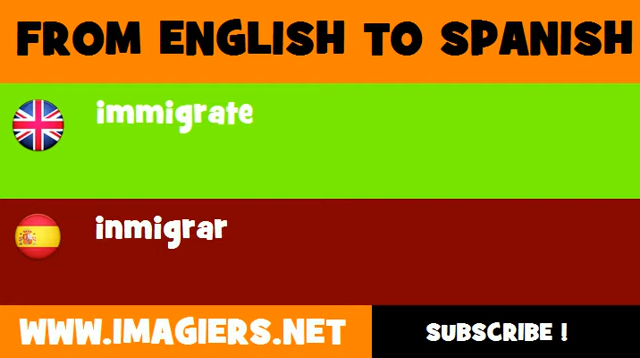 FROM ENGLISH TO SPANISH
immigrate
inmigrar
WWW.IMAGIERS.NET
SUBSCRIBE !